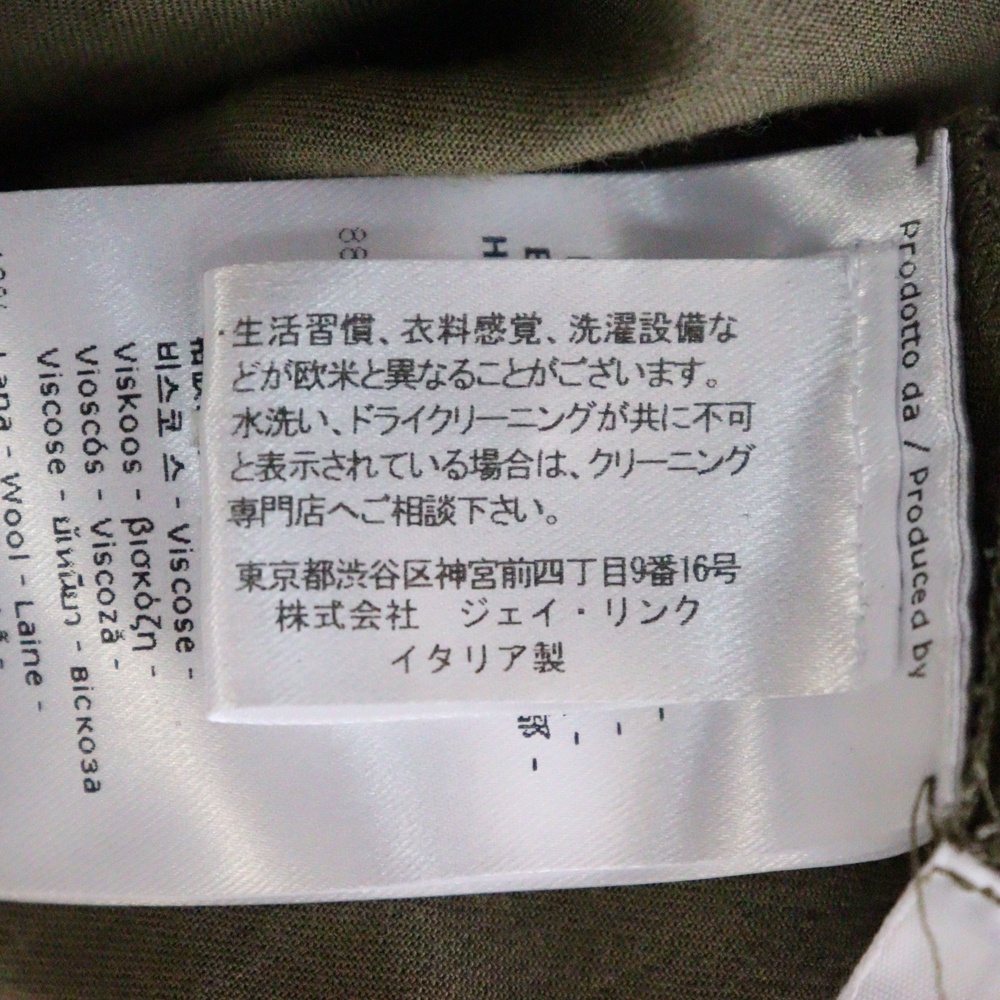 生活習慣、衣料感覚、洗濯設備な
どが欧米と異なることがございます。
水洗い、ドライクリーニングが共に不可
と表示されている場合は、クリーニング
専門店へご相談下さい。
東京都渋谷区神宮前四丁目9番16号
株式会社 ジェイ・リンク
イタリア製
Prodotto da / Produced by
비스코스 - Viscose -
Viskoos - βισκόζη -
Vioscós - Viscoză -
Viscose - - вiскоза
Lana - Wool - Laine -